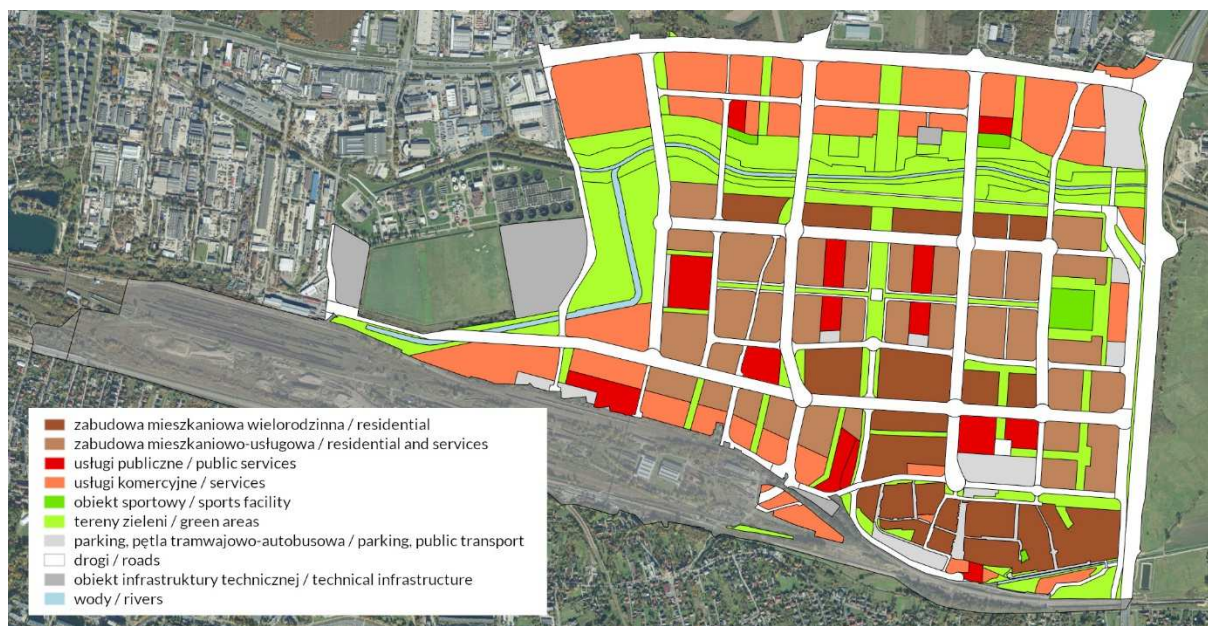 zabudowa mieszkaniowa wielorodzinna / residential
zabudowa mieszkaniowo-usługowa / residential and services
usługi publiczne / public services
usługi komercyjne / services
obiekt sportowy / sports facility
tereny zieleni / green areas
parking, pętla tramwajowo-autobusowa / parking, public transport
drogi / roads
obiekt infrastruktury technicznej / technical infrastructure
wody / rivers